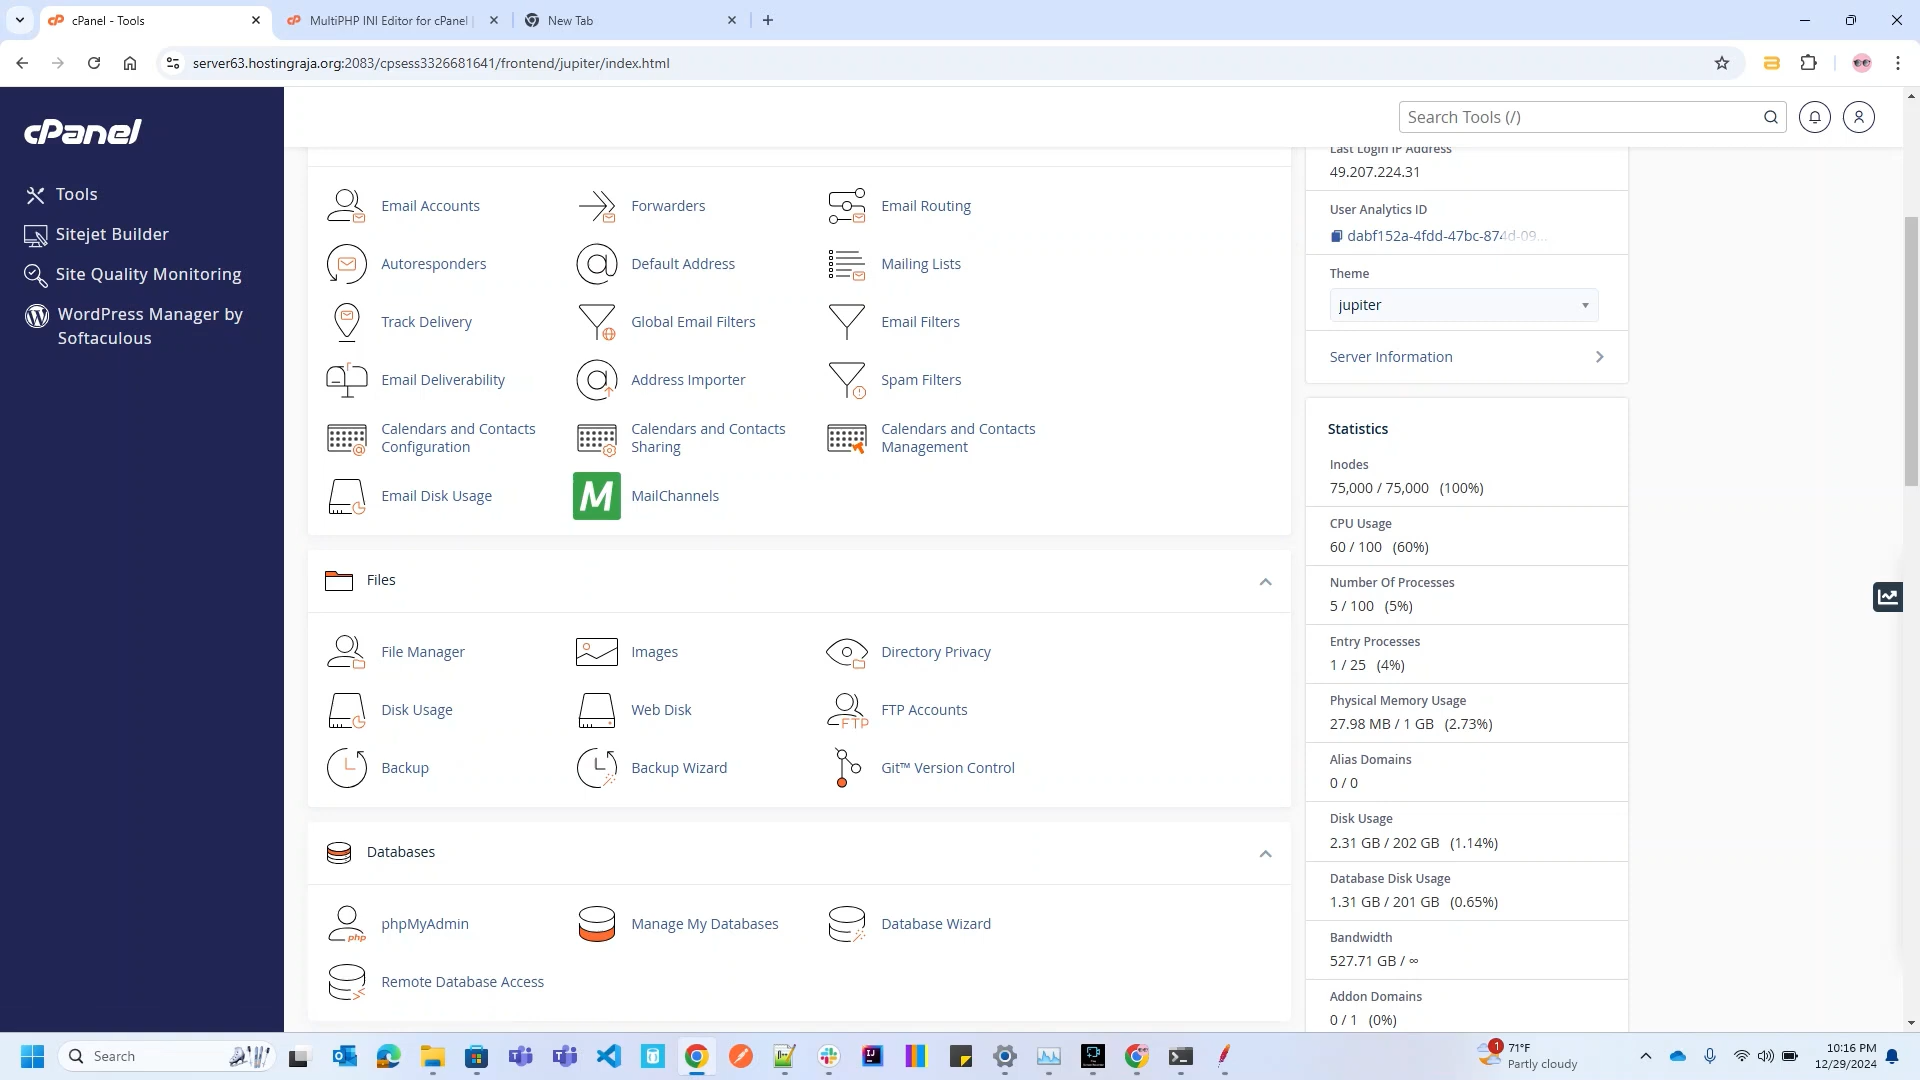 cPanel - Tools
MultiPHP INI Editor for cPanel
New Tab
server63.hostingraja.org:2083/cpsess3326681641/frontend/jupiter/index.html
cPanel
Search Tools (/)
Tools
Sitejet Builder
Site Quality Monitoring
WordPress Manager by
Softaculous
Email Accounts
Forwarders
Email Routing
Autoresponders
Default Address
Mailing Lists
Track Delivery
Global Email Filters
Email Filters
Email Deliverability
Address Importer
Spam Filters
Calendars and Contacts
Configuration
Calendars and Contacts
Sharing
Calendars and Contacts
Management
Email Disk Usage
M
MailChannels
Files
File Manager
Images
Directory Privacy
Disk Usage
Web Disk
FTP
FTP Accounts
Backup
Backup Wizard
Git™ Version Control
Databases
php
phpMyAdmin
Manage My Databases
Database Wizard
Remote Database Access
Last Login IP Address
49.207.224.31
User Analytics ID
dabf152a-4fdd-47bc-874d-09...
Theme
jupiter
Server Information
Statistics
Inodes
75,000 / 75,000 (100%)
CPU Usage
60 / 100 (60%)
Number Of Processes
5 / 100 (5%)
Entry Processes
1 / 25 (4%)
Physical Memory Usage
27.98 MB / 1 GB (2.73%)
Alias Domains
0 / 0
Disk Usage
2.31 GB / 202 GB (1.14%)
Database Disk Usage
1.31 GB / 201 GB (0.65%)
Bandwidth
527.71 GB / ∞
Addon Domains
0 / 1 (0%)
Search
1
71°F
Partly cloudy
10:16 PM
12/29/2024